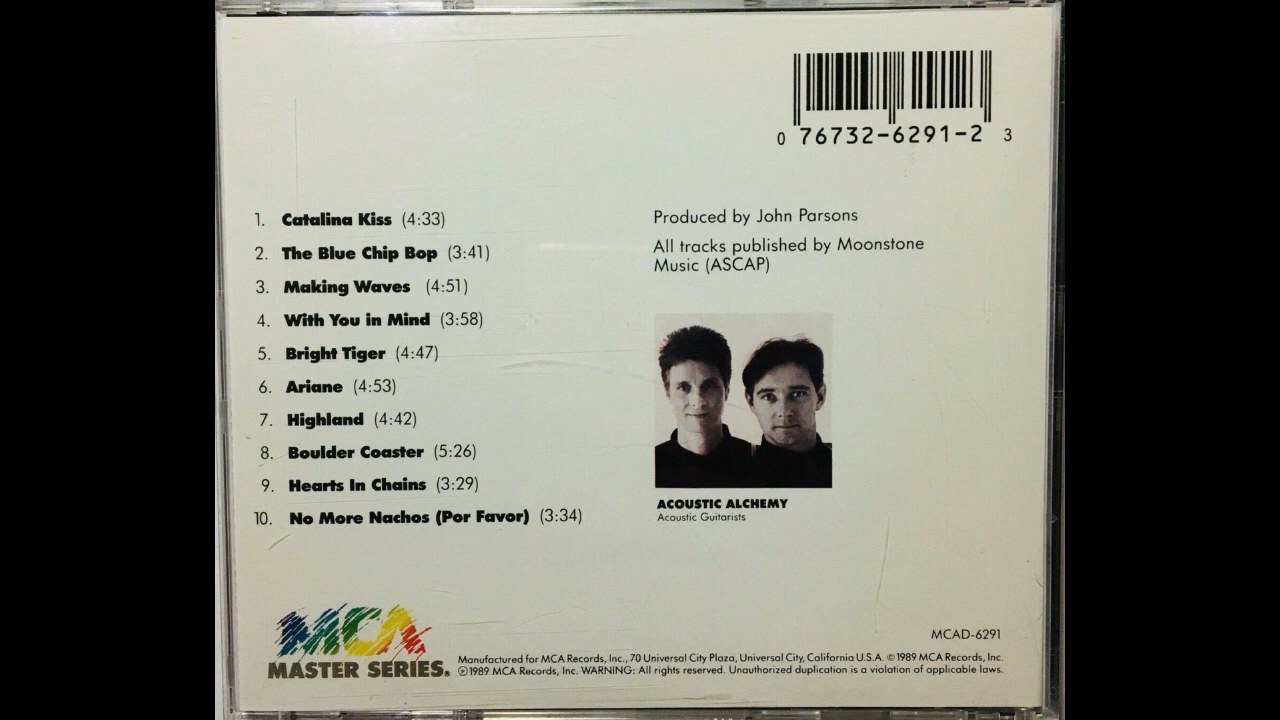 0 76732-6291-2 3
1. Catalina Kiss (4:33)
2. The Blue Chip Bop (3:41)
3. Making Waves (4:51)
4. With You in Mind (3:58)
5. Bright Tiger (4:47)
6. Ariane (4:53)
7. Highland (4:42)
8. Boulder Coaster (5:26)
9. Hearts In Chains (3:29)
10. No More Nachos (Por Favor) (3:34)
Produced by John Parsons
All tracks published by Moonstone
Music (ASCAP)
ACOUSTIC ALCHEMY
Acoustic Guitarists
MCA
MASTER SERIES®
MCAD-6291
Manufactured for MCA Records, Inc., 70 Universal City Plaza, Universal City, California U.S.A. ©1989 MCA Records, Inc.
℗1989 MCA Records, Inc. WARNING: All rights reserved. Unauthorized duplication is a violation of applicable laws.